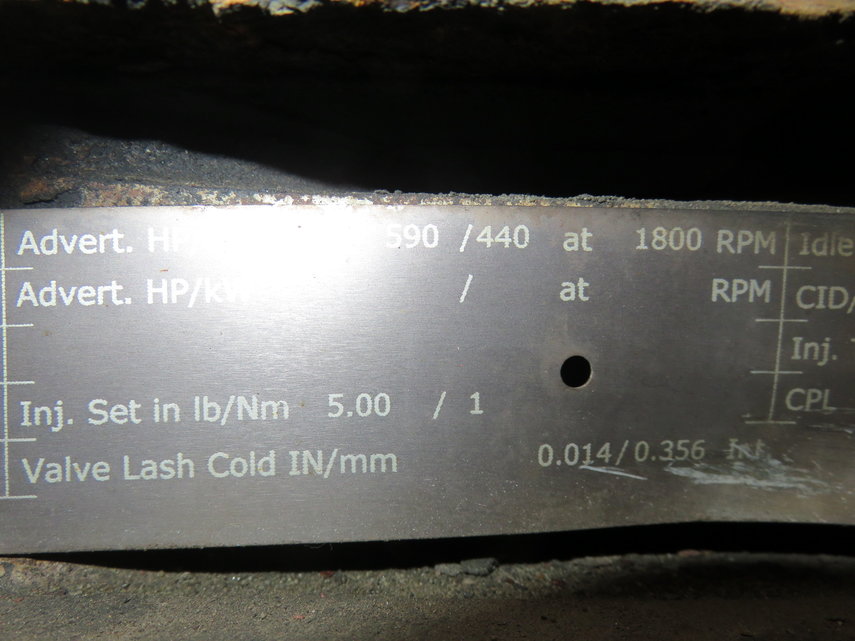 Advert. HP 590 /440 at 1800 RPM Idle
Advert. HP/kW / at RPM CID/
Inj.
Inj. Set in lb/Nm 5.00 / 1 CPL
Valve Lash Cold IN/mm 0.014/0.356 Int.